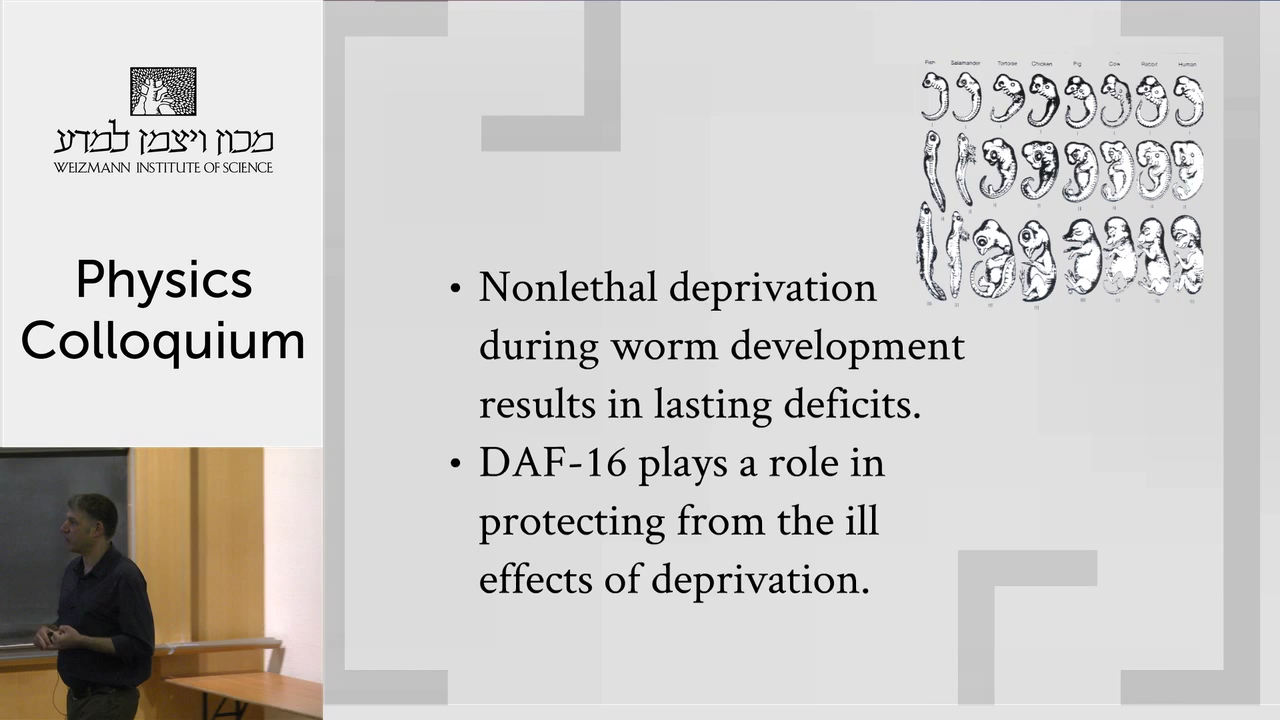 מכון ויצמן למדע
WEIZMANN INSTITUTE OF SCIENCE
Physics
Colloquium
Fish Salamander Tortoise Chicken Pig Cow Rabbit Human
• Nonlethal deprivation
during worm development
results in lasting deficits.
• DAF-16 plays a role in
protecting from the ill
effects of deprivation.